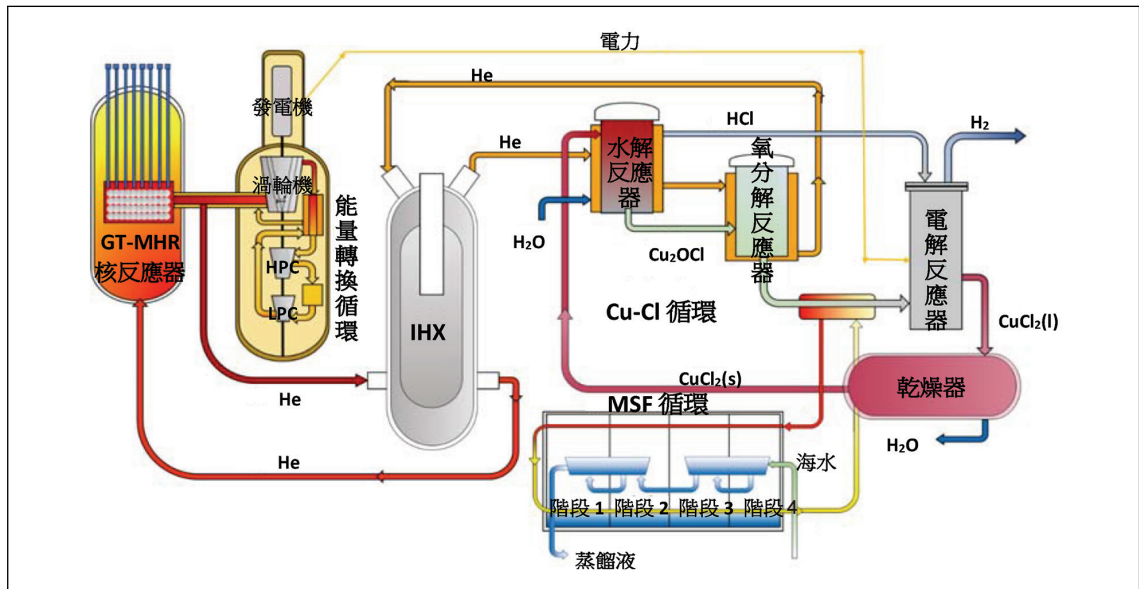 電力
He
發電機
HCl
H₂
He
水解
反應
器
氧分解反應器
渦輪機
能量轉換循環
電解反應器
GT-MHR
核反應器
H₂O
Cu₂OCl
HPC
LPC
IHX
Cu-Cl 循環
CuCl₂(l)
He
CuCl₂(s)
乾燥器
MSF 循環
H₂O
He
海水
階段 1
階段 2
階段 3
階段 4
蒸餾液